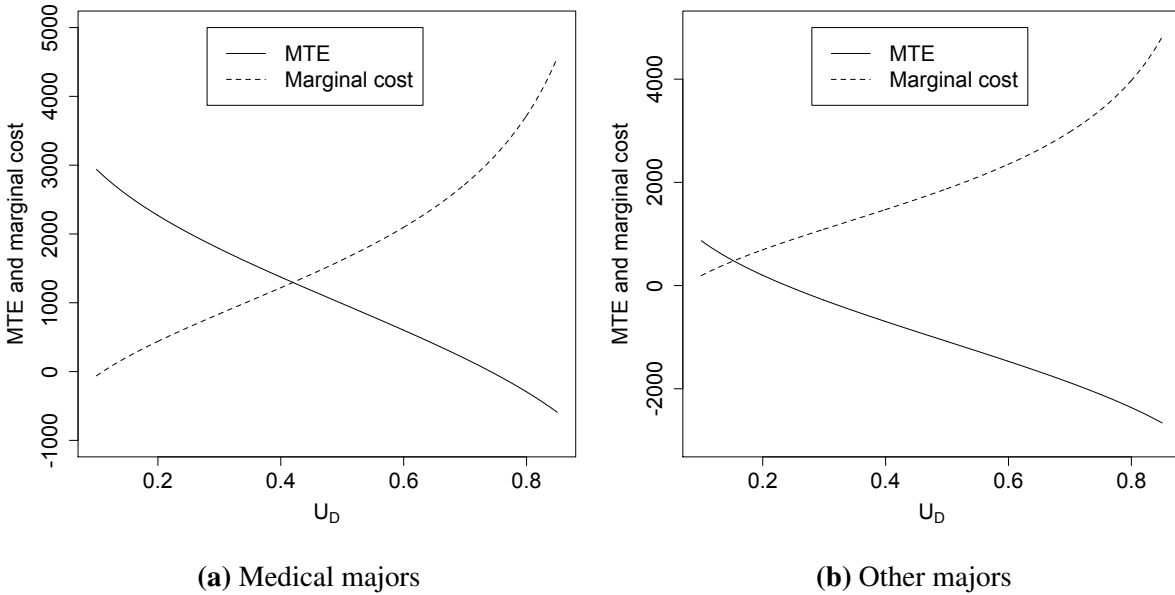 MTE and marginal cost
5000
4000
3000
2000
1000
0
-1000
MTE
Marginal cost
0.2
0.4
0.6
0.8
U_D
(a) Medical majors
MTE and marginal cost
4000
2000
0
-2000
MTE
Marginal cost
0.2
0.4
0.6
0.8
U_D
(b) Other majors